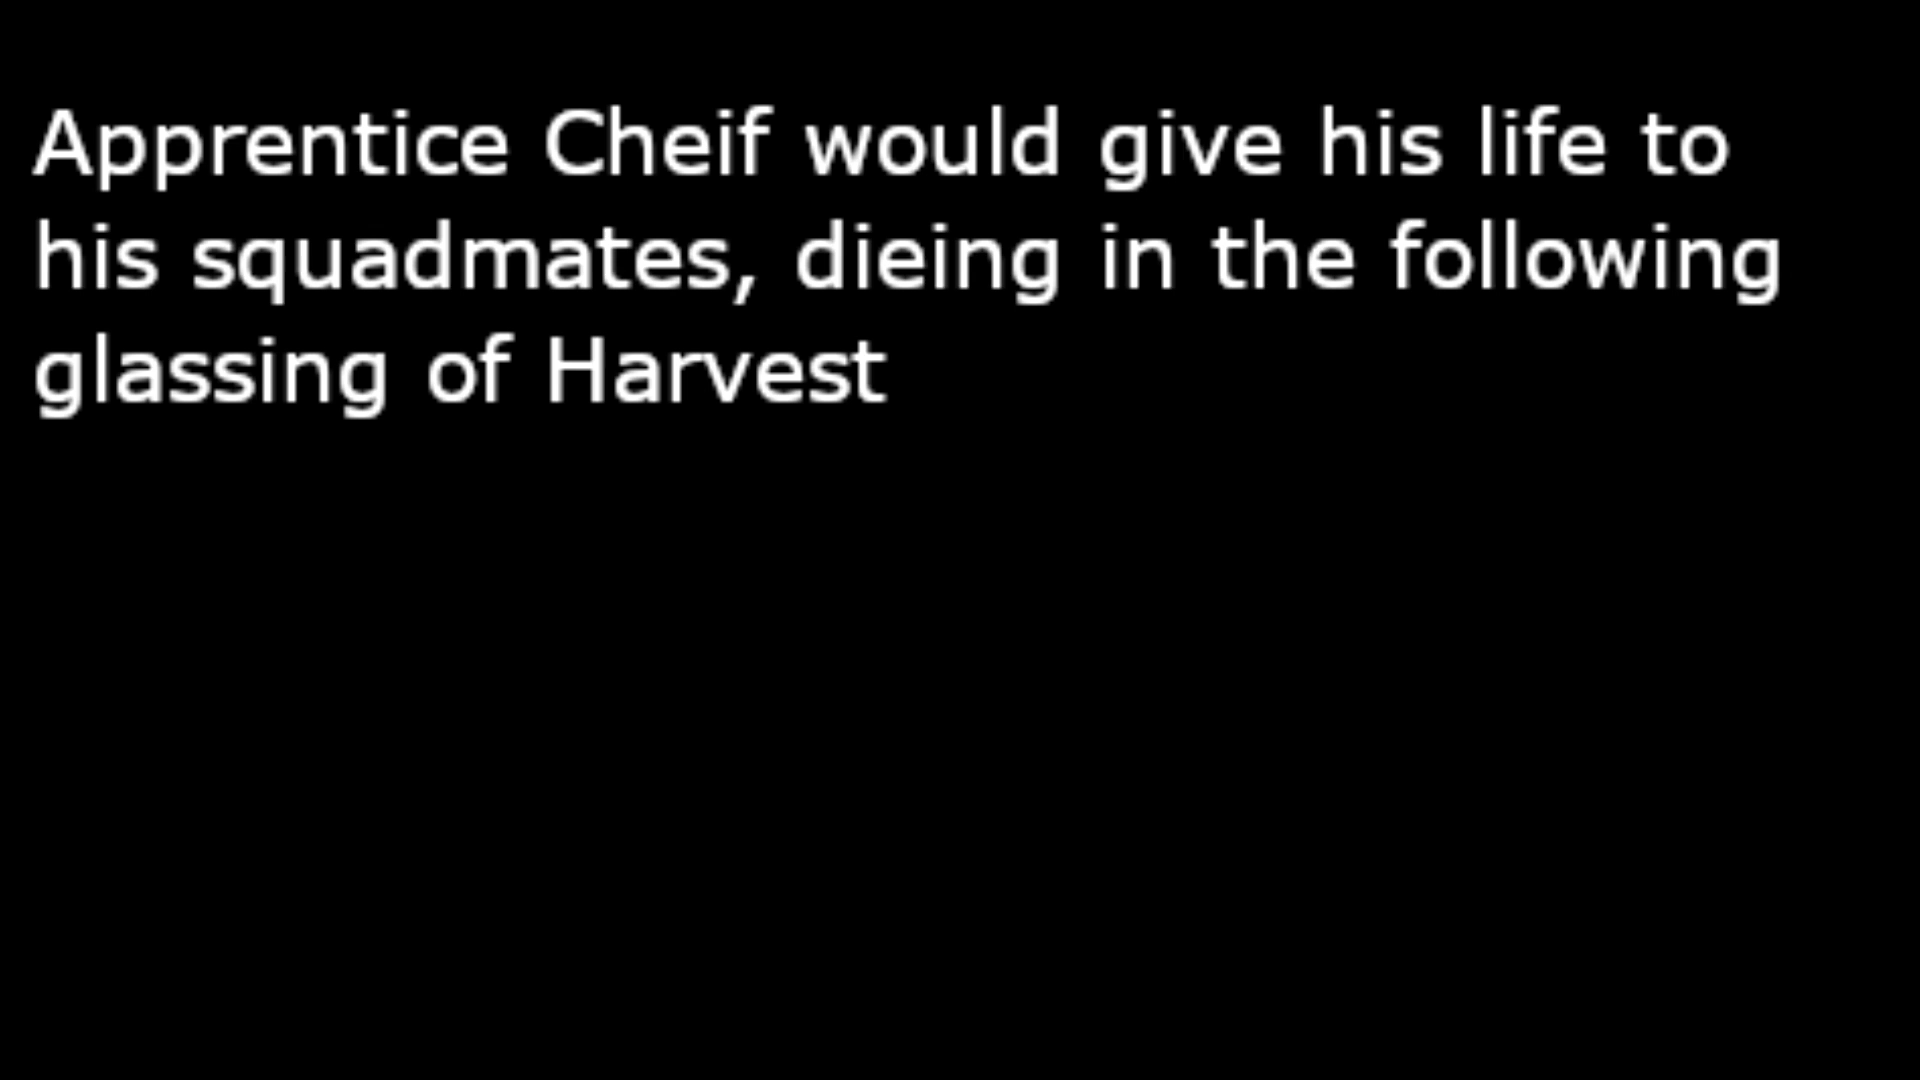 Apprentice Cheif would give his life to
his squadmates, dieing in the following
glassing of Harvest